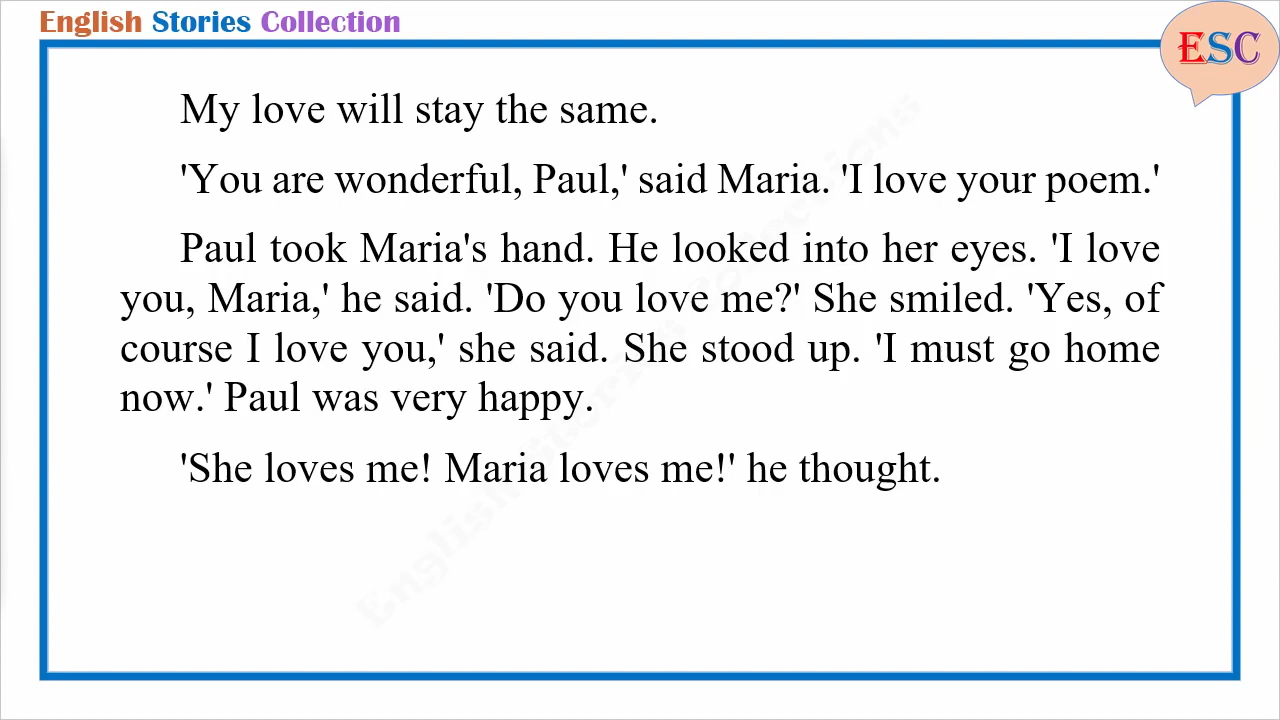 English Stories Collection
ESC
My love will stay the same.
'You are wonderful, Paul,' said Maria. 'I love your poem.'
Paul took Maria's hand. He looked into her eyes. 'I love
you, Maria,' he said. 'Do you love me?' She smiled. 'Yes, of
course I love you,' she said. She stood up. 'I must go home
now.' Paul was very happy.
'She loves me! Maria loves me!' he thought.
English Stories Collections